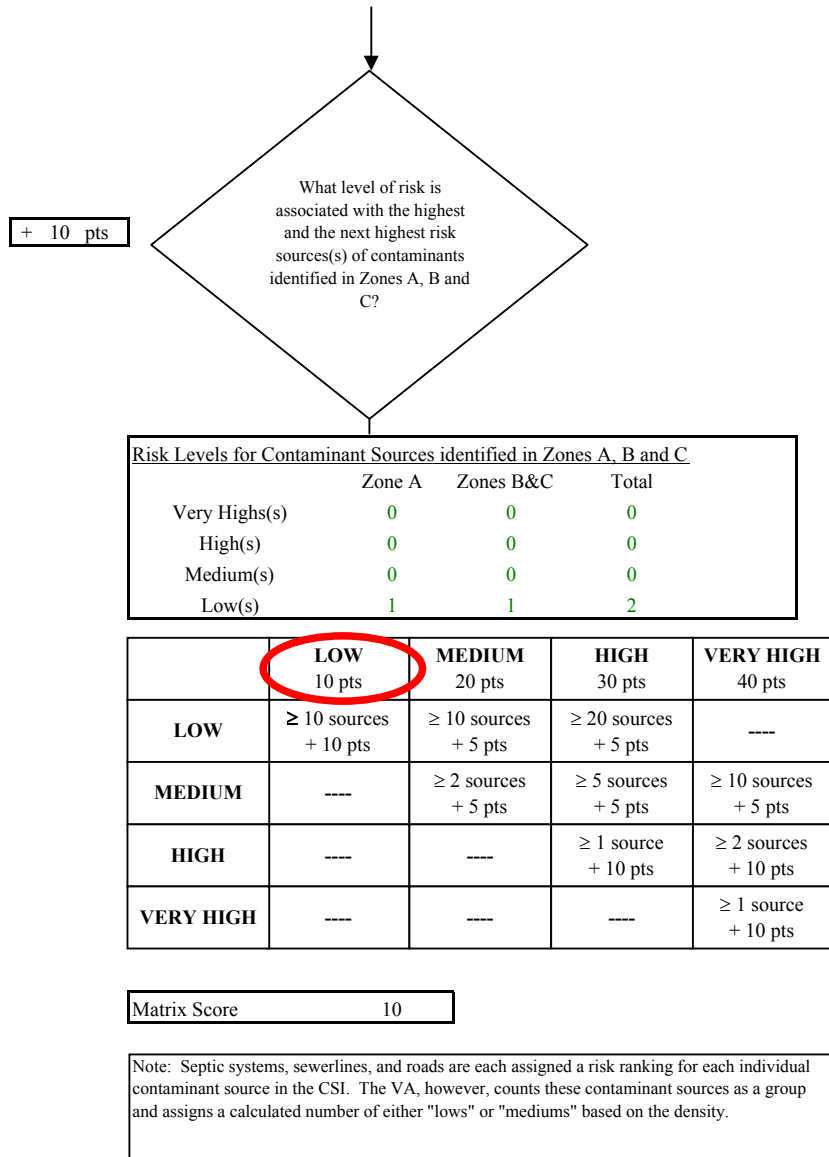 What level of risk is
associated with the highest
and the next highest risk
sources(s) of contaminants
identified in Zones A, B and
C?
+ 10 pts
Risk Levels for Contaminant Sources identified in Zones A, B and C
Zone A Zones B&C Total
Very Highs(s) 0 0 0
High(s) 0 0 0
Medium(s) 0 0 0
Low(s) 1 1 2
LOW MEDIUM HIGH VERY HIGH
10 pts 20 pts 30 pts 40 pts
LOW ≥ 10 sources ≥ 10 sources ≥ 20 sources ----
+ 10 pts + 5 pts + 5 pts
MEDIUM ---- ≥ 2 sources ≥ 5 sources ≥ 10 sources
+ 5 pts + 5 pts + 5 pts
HIGH ---- ---- ≥ 1 source ≥ 2 sources
+ 10 pts + 10 pts
VERY HIGH ---- ---- ---- ≥ 1 source
+ 10 pts
Matrix Score 10
Note: Septic systems, sewerlines, and roads are each assigned a risk ranking for each individual
contaminant source in the CSI. The VA, however, counts these contaminant sources as a group
and assigns a calculated number of either "lows" or "mediums" based on the density.